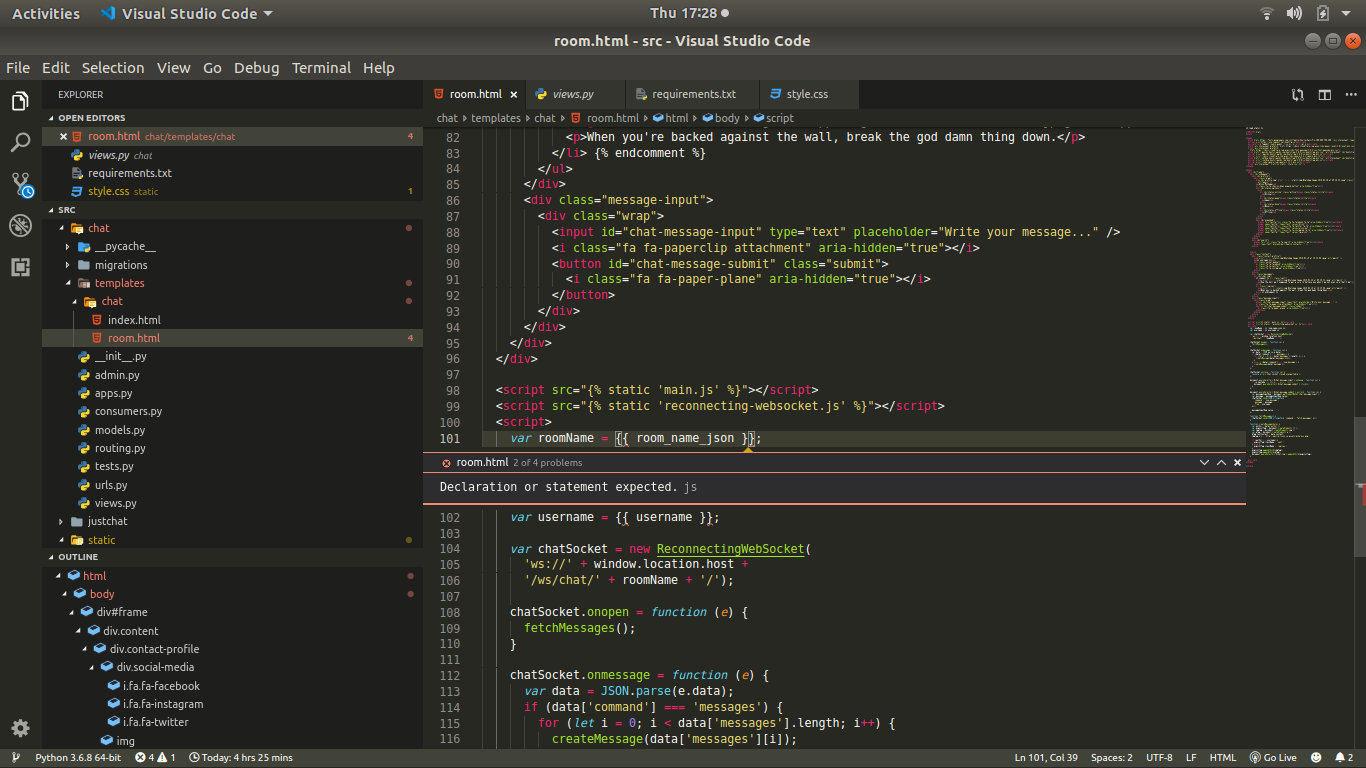 Activities Visual Studio Code Thu 17:28
room.html - src - Visual Studio Code
File Edit Selection View Go Debug Terminal Help
EXPLORER
OPEN EDITORS
room.html chat/templates/chat 4
views.py chat
requirements.txt
style.css static 1
SRC
chat
__pycache__
migrations
templates
chat
index.html
room.html 4
__init__.py
admin.py
apps.py
consumers.py
models.py
routing.py
tests.py
urls.py
views.py
justchat
static
OUTLINE
html
body
div#frame
div.content
div.contact-profile
div.social-media
i.fa.fa-facebook
i.fa.fa-instagram
i.fa.fa-twitter
img
room.html views.py requirements.txt style.css
chat templates chat room.html html body script
82 <p>When you're backed against the wall, break the god damn thing down.</p>
83 </li> {% endcomment %}
84 </ul>
85 </div>
86 <div class="message-input">
87 <div class="wrap">
88 <input id="chat-message-input" type="text" placeholder="Write your message..." />
89 <i class="fa fa-paperclip attachment" aria-hidden="true"></i>
90 <button id="chat-message-submit" class="submit">
91 <i class="fa fa-paper-plane" aria-hidden="true"></i>
92 </button>
93 </div>
94 </div>
95 </div>
96 </div>
97
98 <script src="{% static 'main.js' %}"></script>
99 <script src="{% static 'reconnecting-websocket.js' %}"></script>
100 <script>
101 var roomName = {{ room_name_json }};
room.html 2 of 4 problems
Declaration or statement expected. js
102 var username = {{ username }};
103
104 var chatSocket = new ReconnectingWebSocket(
105 'ws://' + window.location.host +
106 '/ws/chat/' + roomName + '/');
107
108 chatSocket.onopen = function (e) {
109 fetchMessages();
110 }
111
112 chatSocket.onmessage = function (e) {
113 var data = JSON.parse(e.data);
114 if (data['command'] === 'messages') {
115 for (let i = 0; i < data['messages'].length; i++) {
116 createMessage(data['messages'][i]);
Python 3.6.8 64-bit 4 1 Today: 4 hrs 25 mins Ln 101, Col 39 Spaces: 2 UTF-8 LF HTML Go Live 2